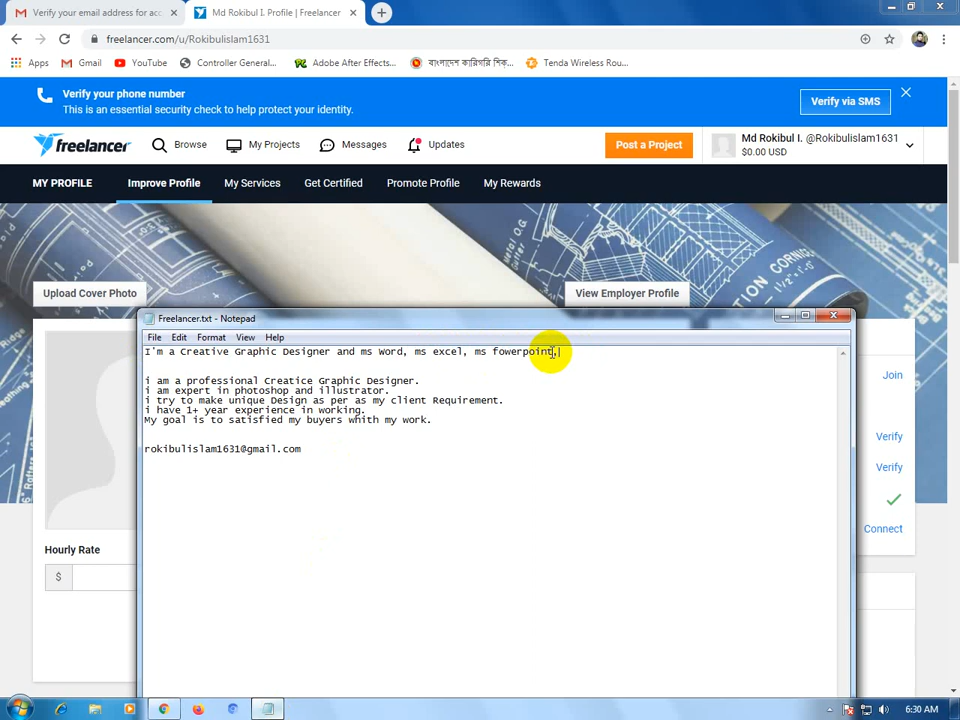 Verify your email address for acc
Md Rokibul I. Profile | Freelancer
freelancer.com/u/Rokibulislam1631
Apps
Gmail
YouTube
Controller General...
Adobe After Effects...
বাংলাদেশ কারিগরি শিক...
Tenda Wireless Rou...
Verify your phone number
This is an essential security check to help protect your identity.
Verify via SMS
freelancer
Browse
My Projects
Messages
Updates
Post a Project
Md Rokibul I. @Rokibulislam1631
$0.00 USD
MY PROFILE
Improve Profile
My Services
Get Certified
Promote Profile
My Rewards
Upload Cover Photo
View Employer Profile
Freelancer.txt - Notepad
File Edit Format View Help
I'm a Creative Graphic Designer and ms word, ms excel, ms fowerpoint,
i am a professional Creatice Graphic Designer.
i am expert in photoshop and illustrator.
i try to make unique Design as per as my client Requirement.
i have 1+ year experience in working.
My goal is to satisfied my buyers whith my work.
rokibulislam1631@gmail.com
Join
Verify
Verify
Connect
Hourly Rate
$
6:30 AM